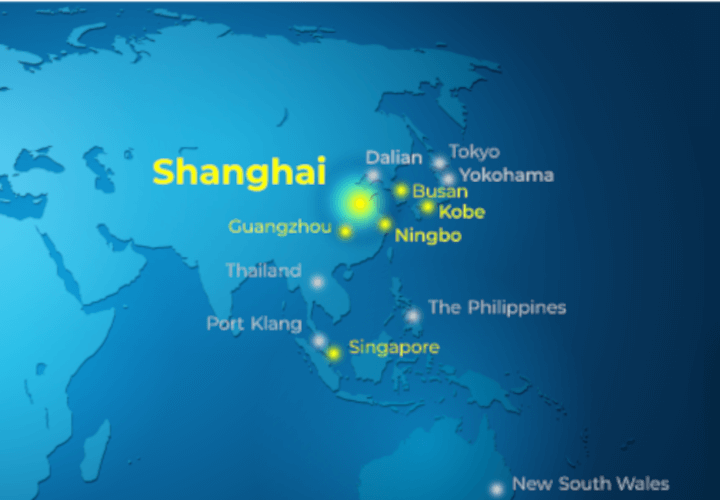 Dalian
Tokyo
Shanghai
Yokohama
Busan
Kobe
Guangzhou
Ningbo
Thailand
The Philippines
Port Klang
Singapore
New South Wales